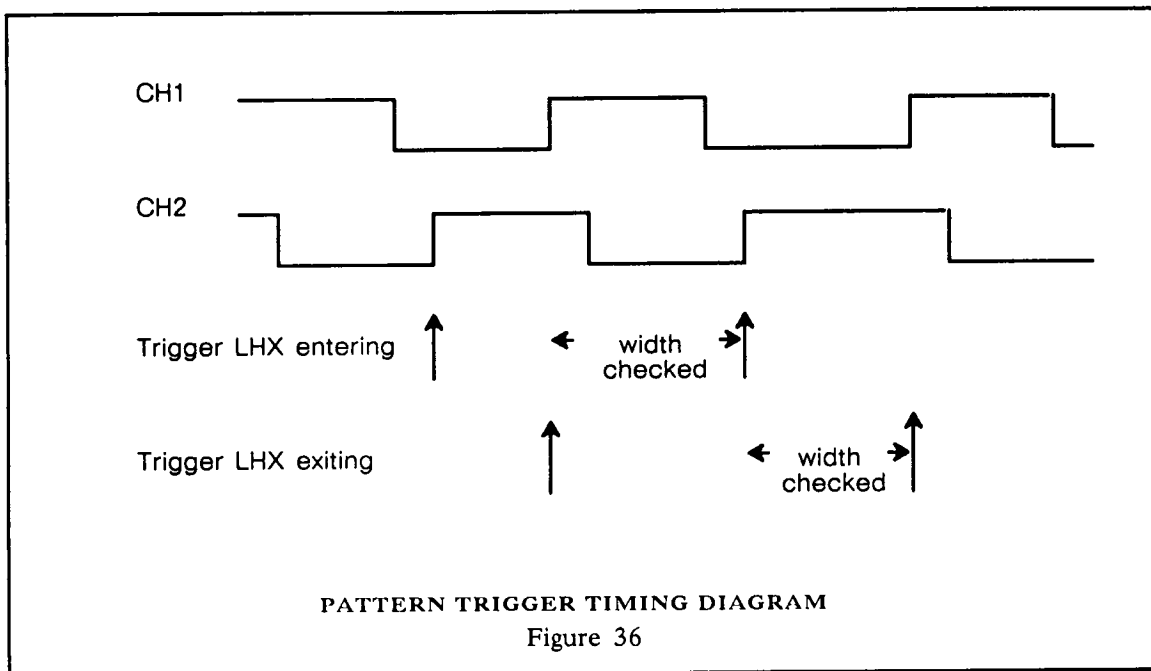 CH1
CH2
Trigger LHX entering
width
checked
Trigger LHX exiting
width
checked
PATTERN TRIGGER TIMING DIAGRAM
Figure 36